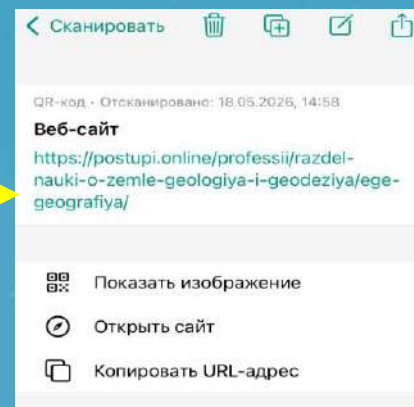 Сканировать
QR-код - Отсканировано: 18.05.2026, 14:58
Веб-сайт
https://postupi.online/professii/razdel-
nauki-o-zemle-geologiya-i-geodeziya/ege-
geografiya/
Показать изображение
Открыть сайт
Копировать URL-адрес